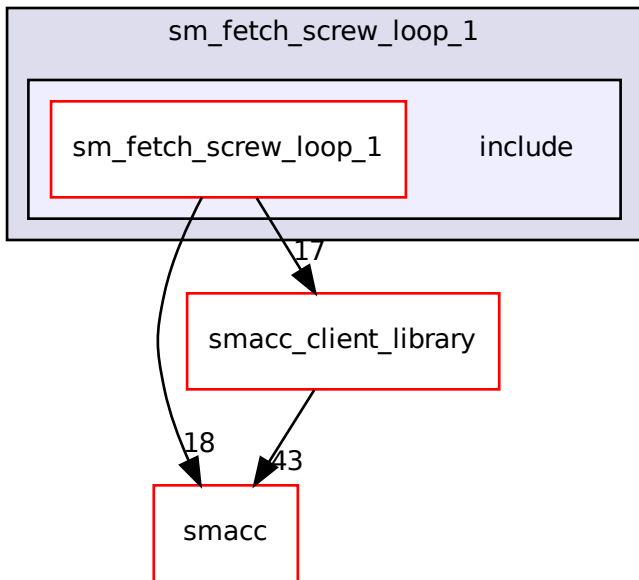 sm_fetch_screw_loop_1
sm_fetch_screw_loop_1
include
17
smacc_client_library
18
43
smacc